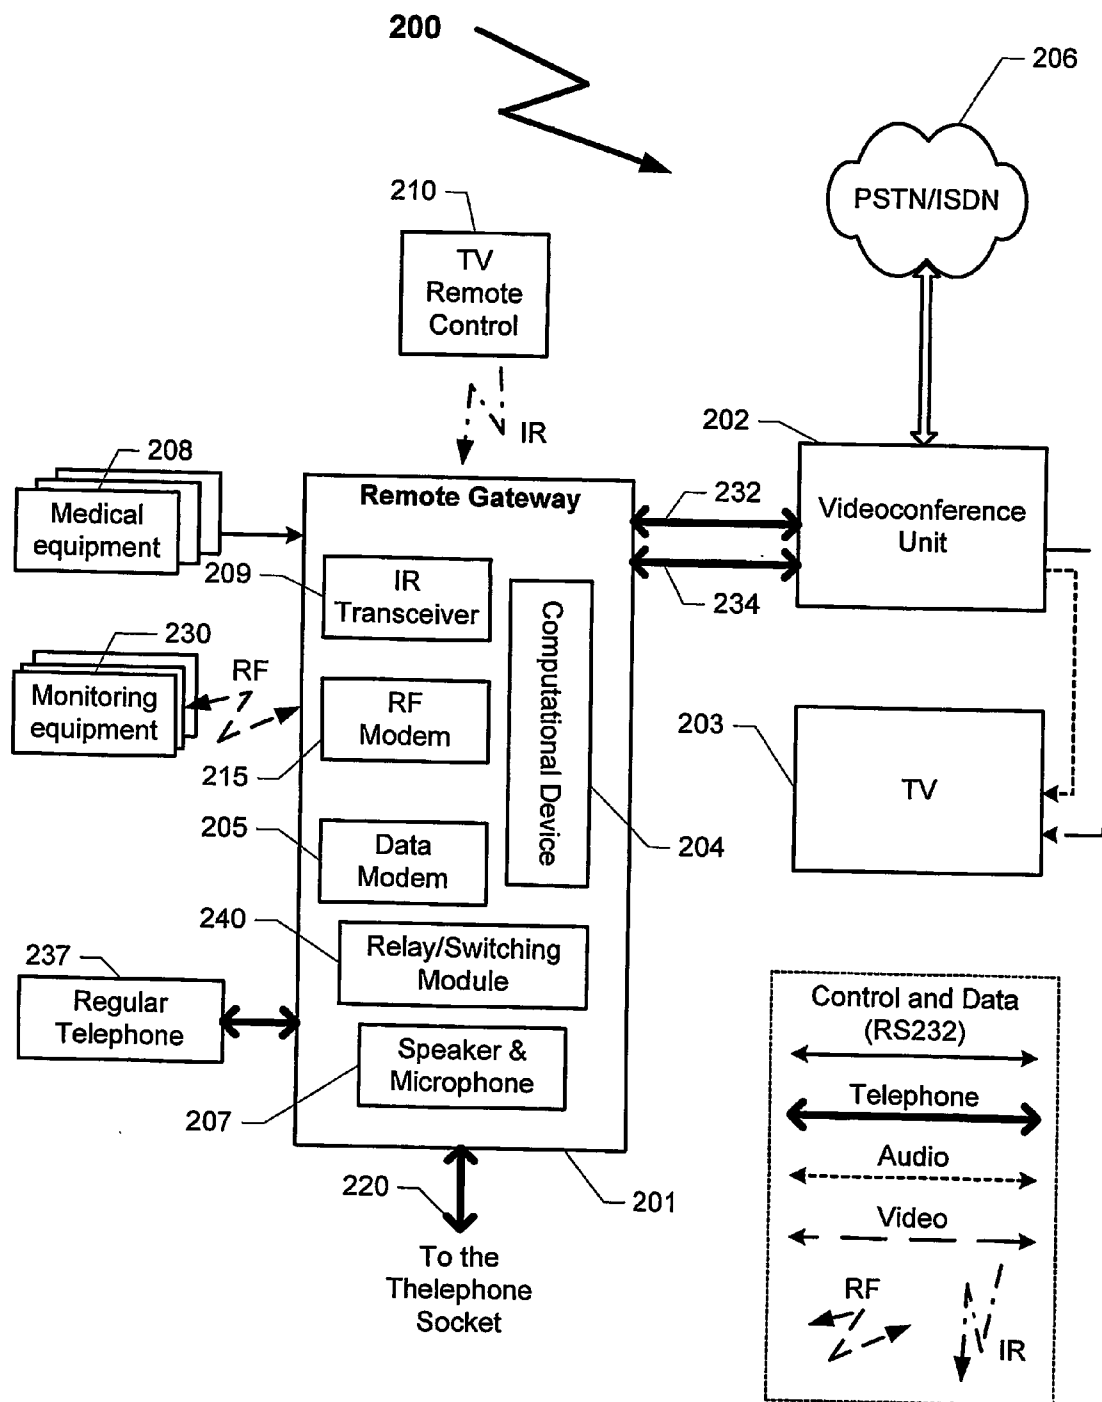 200
206
PSTN/ISDN
210
TV
Remote
Control
IR
202
208
Medical
equipment
Remote Gateway
232
Videoconference
Unit
209
IR
Transceiver
234
230
RF
Monitoring
equipment
Computational Device
RF
Modem
203
TV
215
205
Data
Modem
204
240
Relay/Switching
Module
237
Regular
Telephone
Speaker &
Microphone
207
220
201
To the
Thelephone
Socket
Control and Data
(RS232)
Telephone
Audio
Video
RF
IR